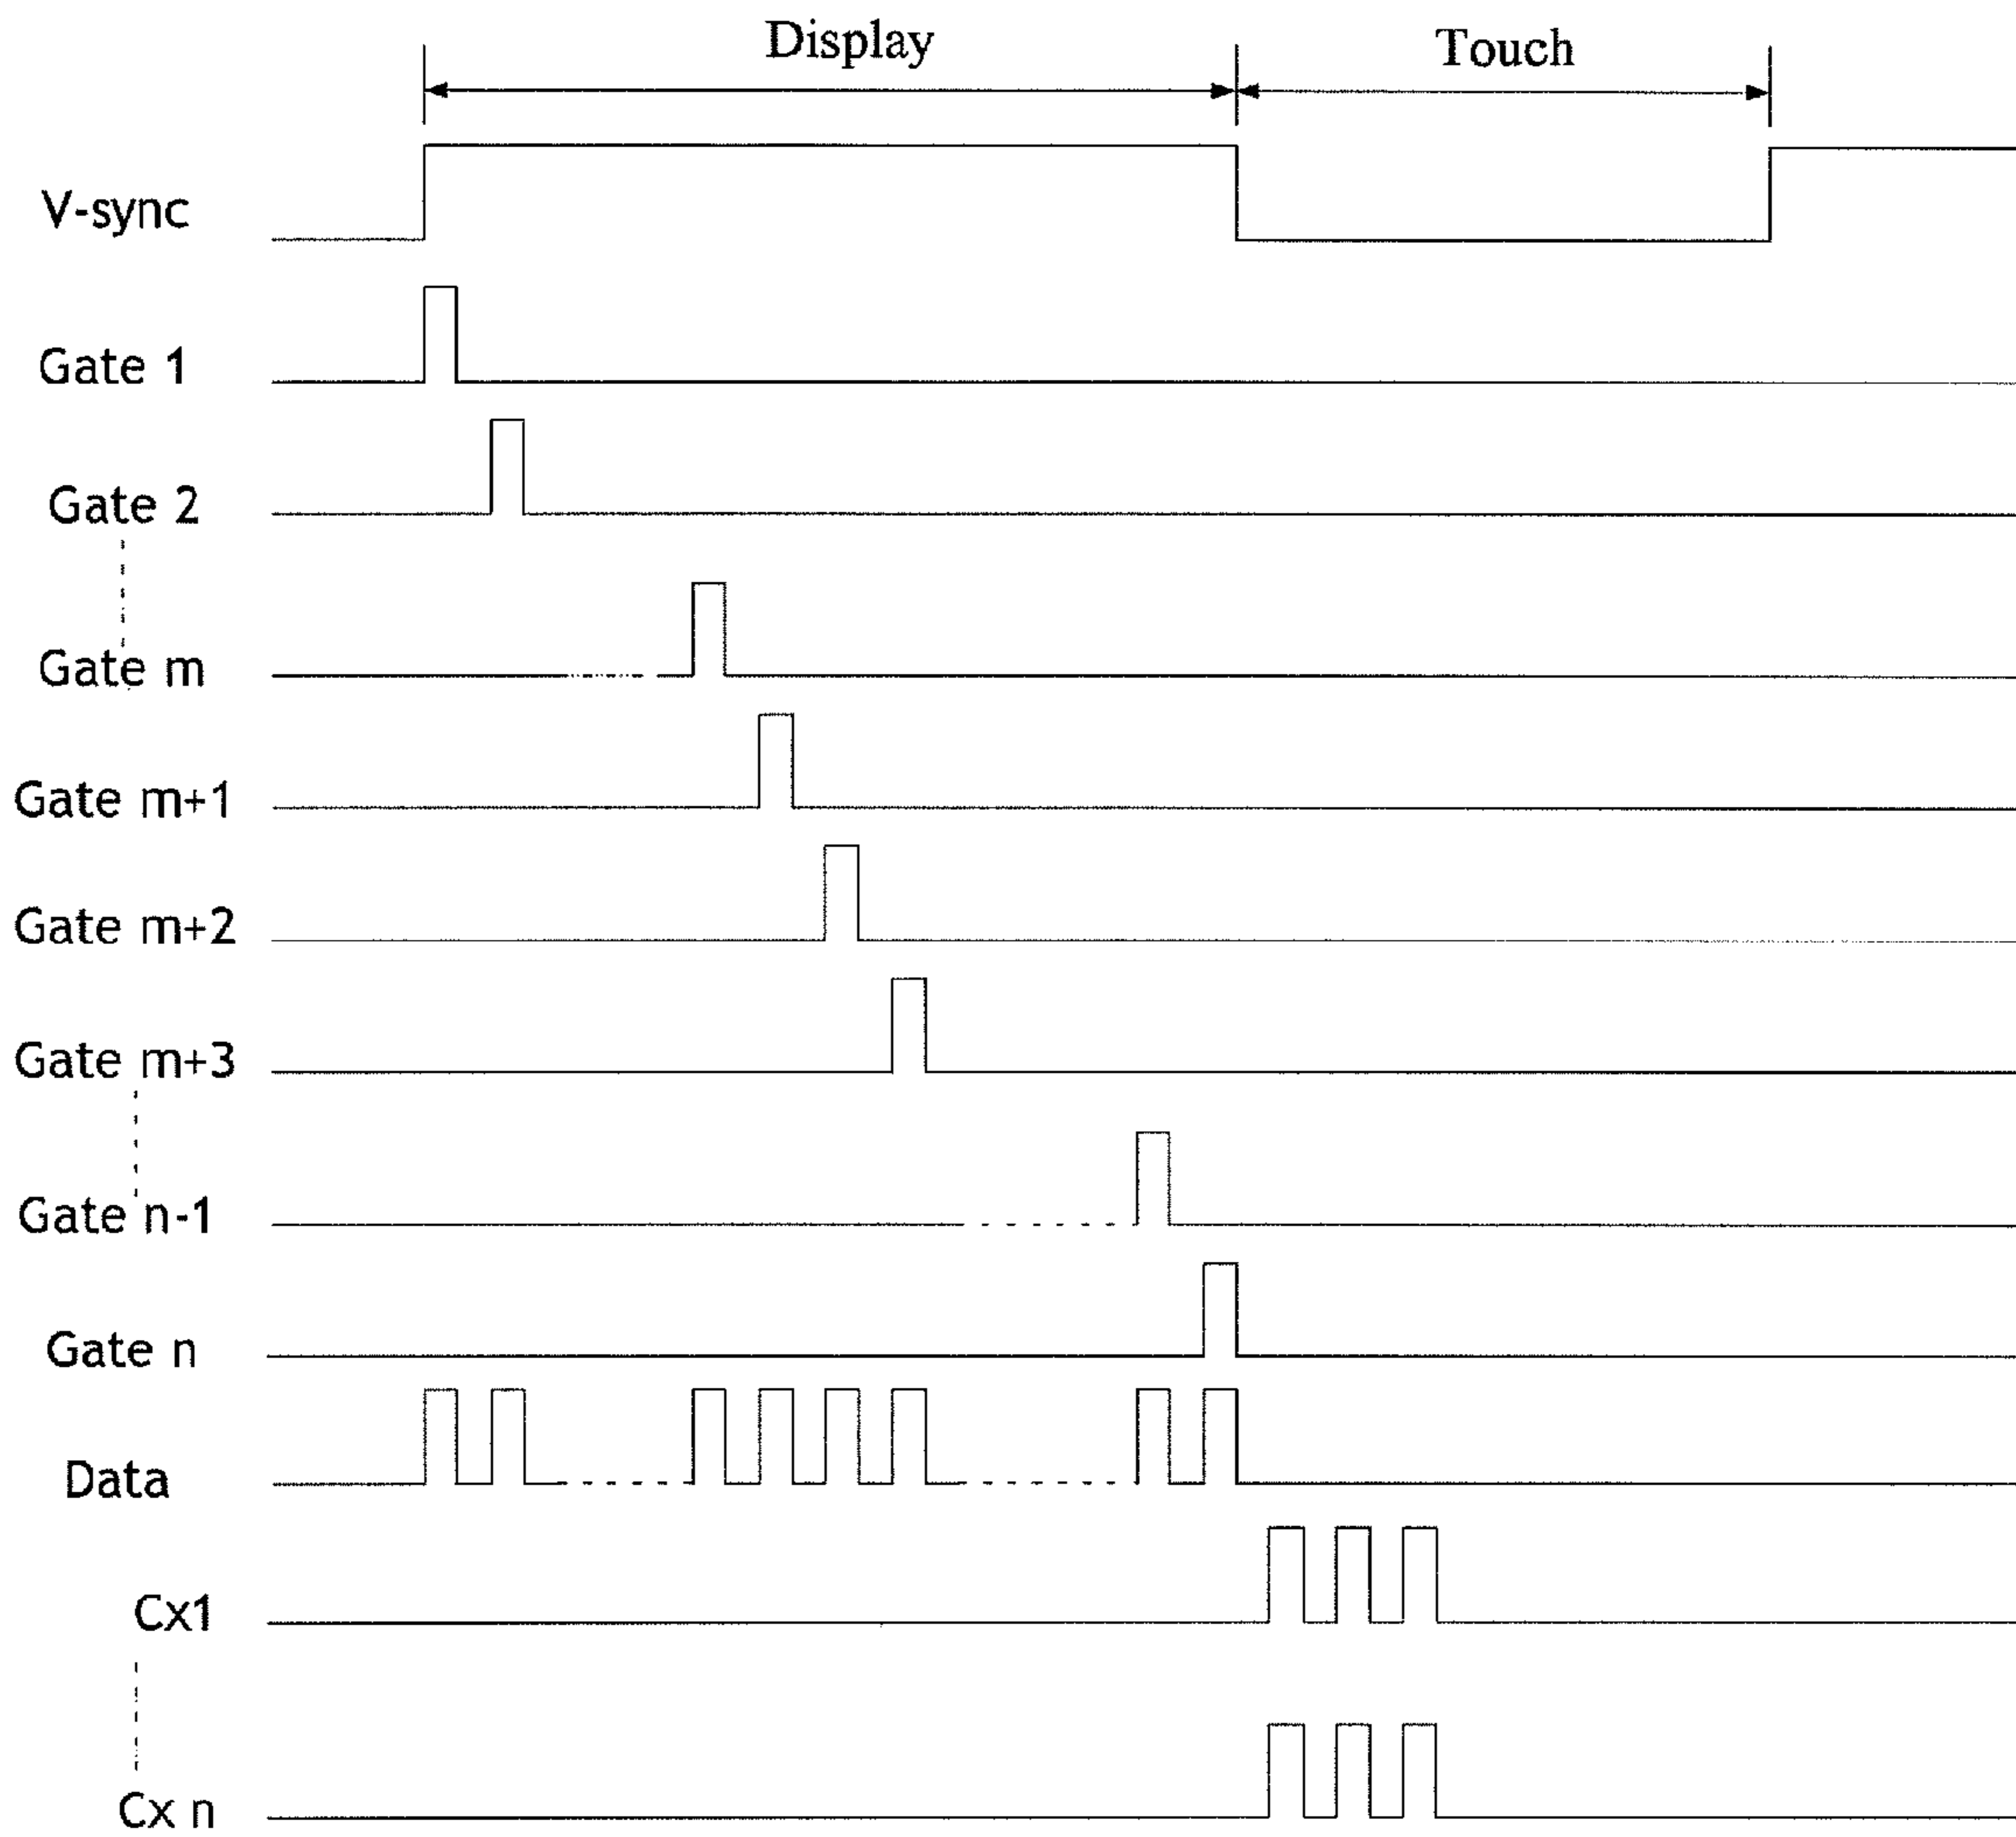 Display
Touch
V-sync
Gate 1
Gate 2
Gate m
Gate m+1
Gate m+2
Gate m+3
Gate n-1
Gate n
Data
Cx1
Cx n